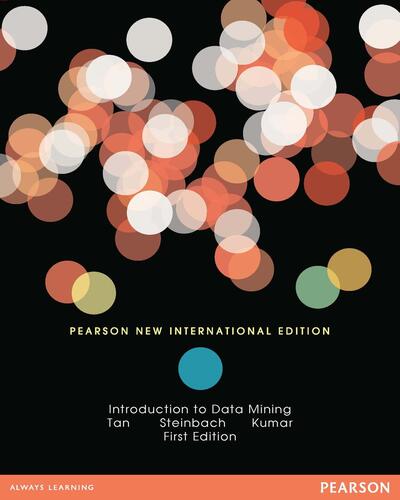 PEARSON NEW INTERNATIONAL EDITION
Introduction to Data Mining
Tan Steinbach Kumar
First Edition
ALWAYS LEARNING PEARSON